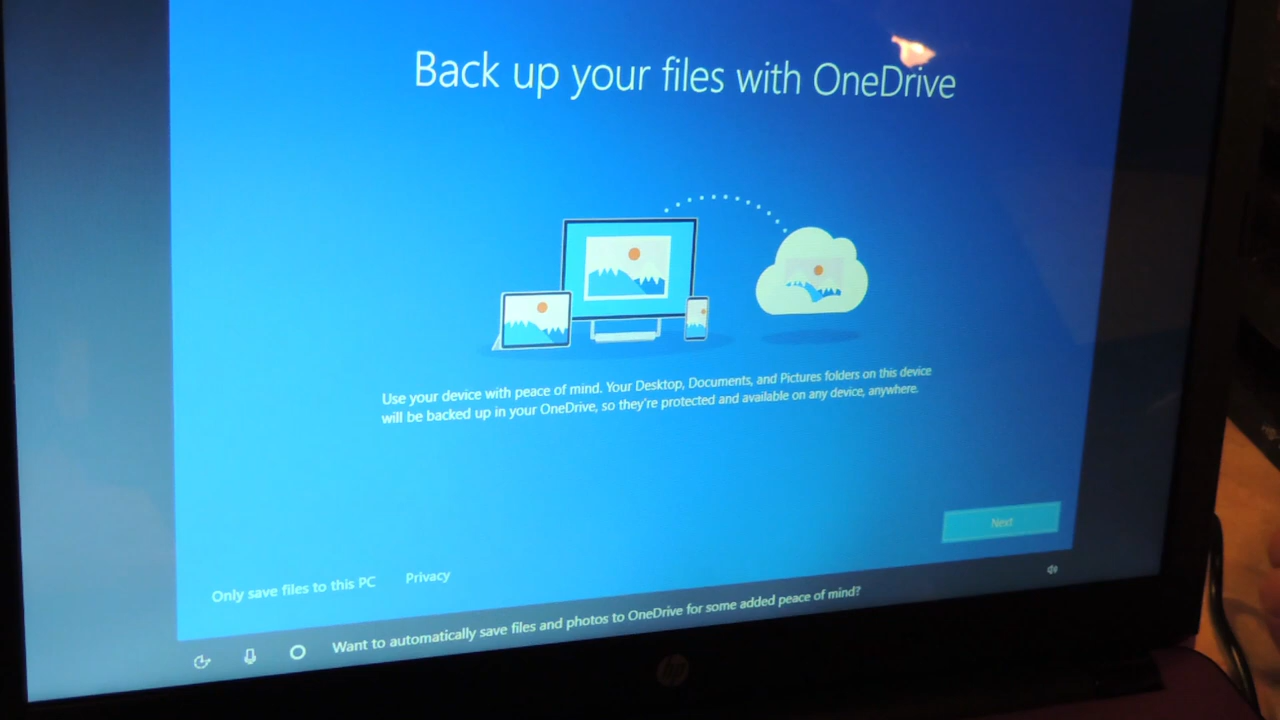 Back up your files with OneDrive
Use your device with peace of mind. Your Desktop, Documents, and Pictures folders on this device
will be backed up in your OneDrive, so they're protected and available on any device, anywhere.
Next
Only save files to this PC
Privacy
Want to automatically save files and photos to OneDrive for some added peace of mind?
hp